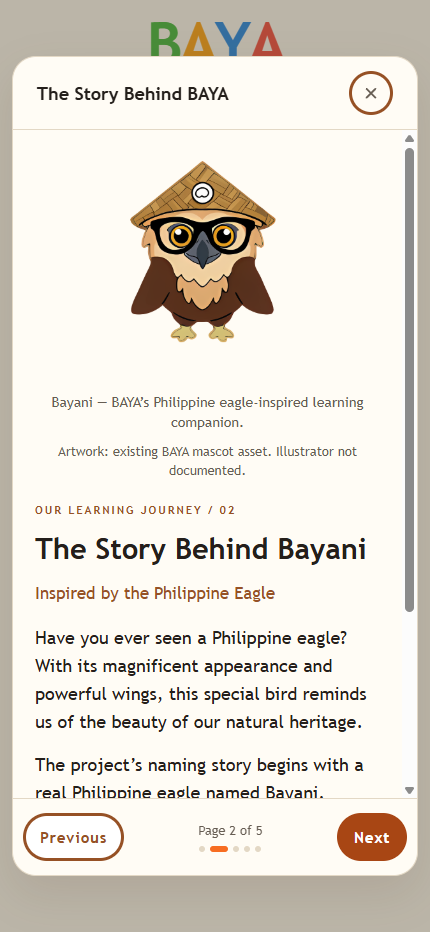 BAYA
The Story Behind BAYA
Bayani — BAYA’s Philippine eagle-inspired learning
companion.
Artwork: existing BAYA mascot asset. Illustrator not
documented.
OUR LEARNING JOURNEY / 02
The Story Behind Bayani
Inspired by the Philippine Eagle
Have you ever seen a Philippine eagle?
With its magnificent appearance and
powerful wings, this special bird reminds
us of the beauty of our natural heritage.
The project’s naming story begins with a
real Philippine eagle named Bayani.
Previous
Page 2 of 5
Next